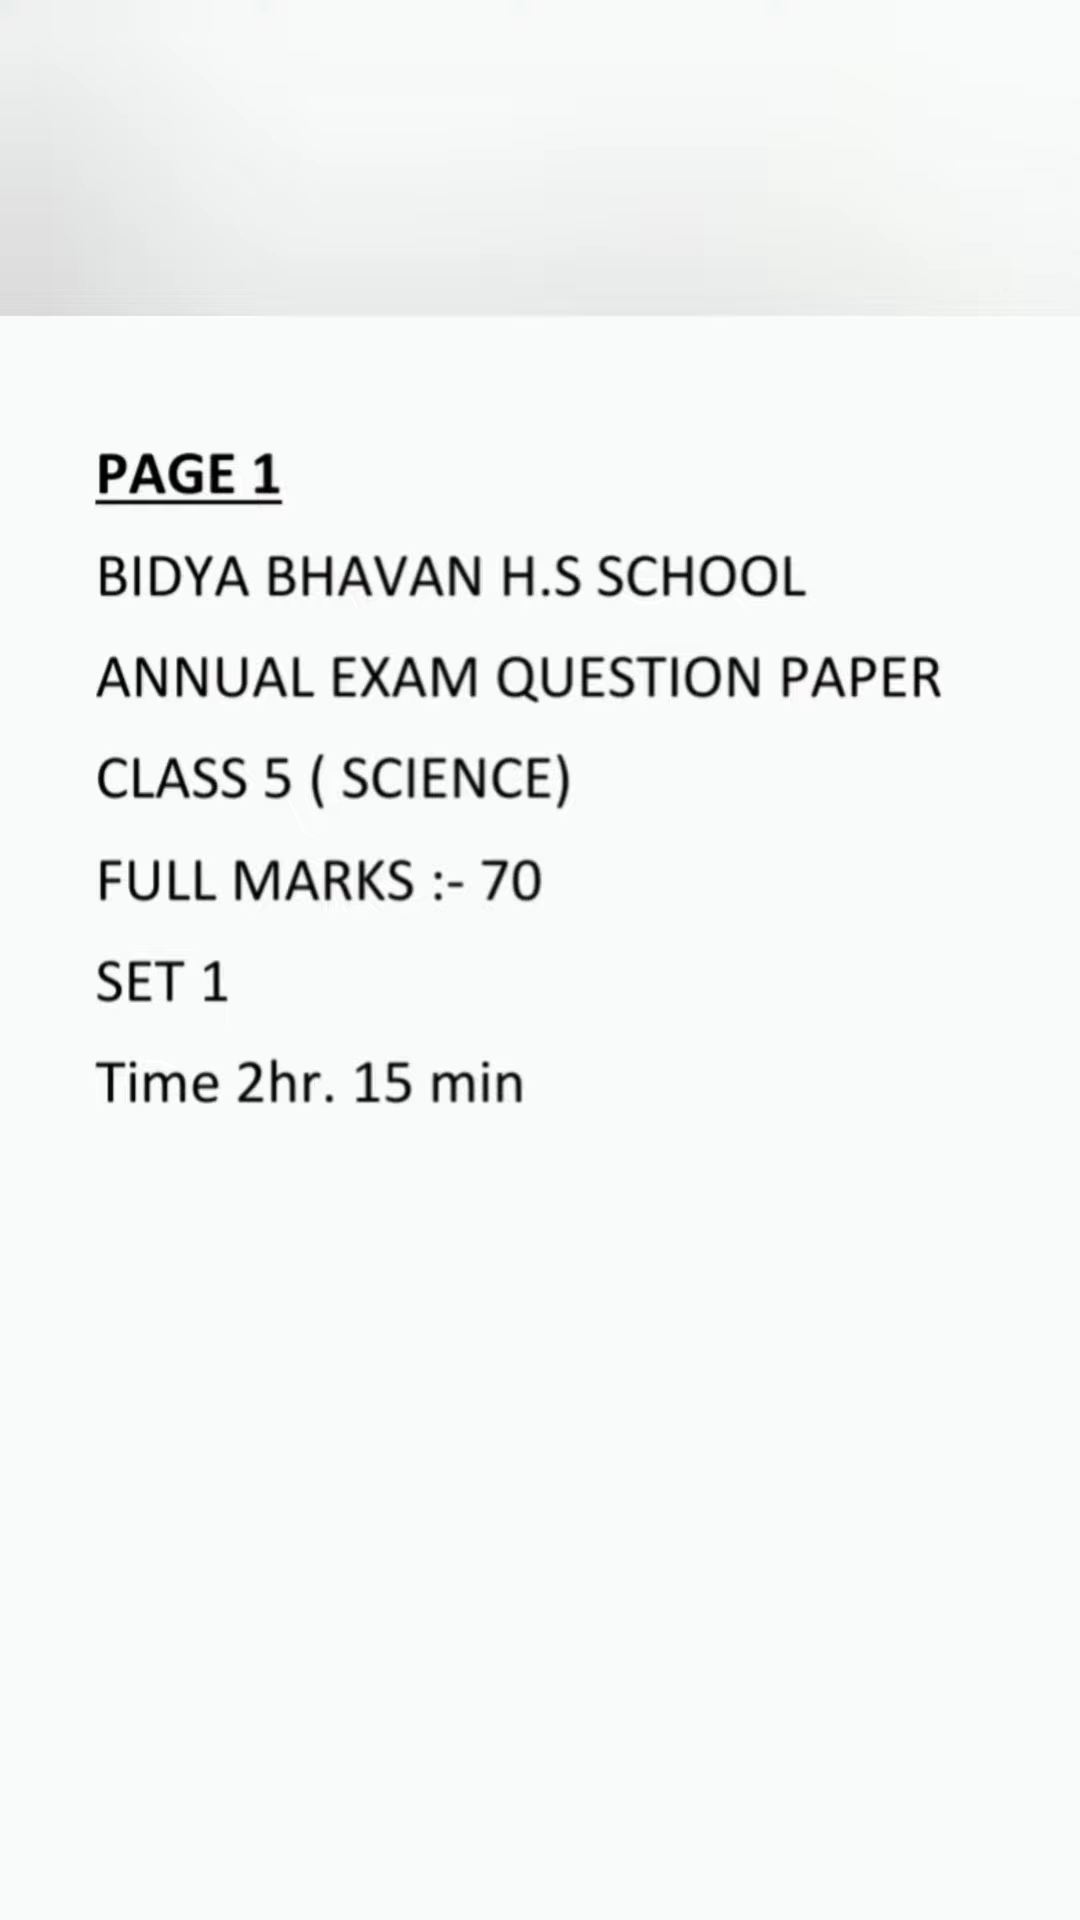 PAGE 1
BIDYA BHAVAN H.S SCHOOL
ANNUAL EXAM QUESTION PAPER
CLASS 5 ( SCIENCE)
FULL MARKS :- 70
SET 1
Time 2hr. 15 min